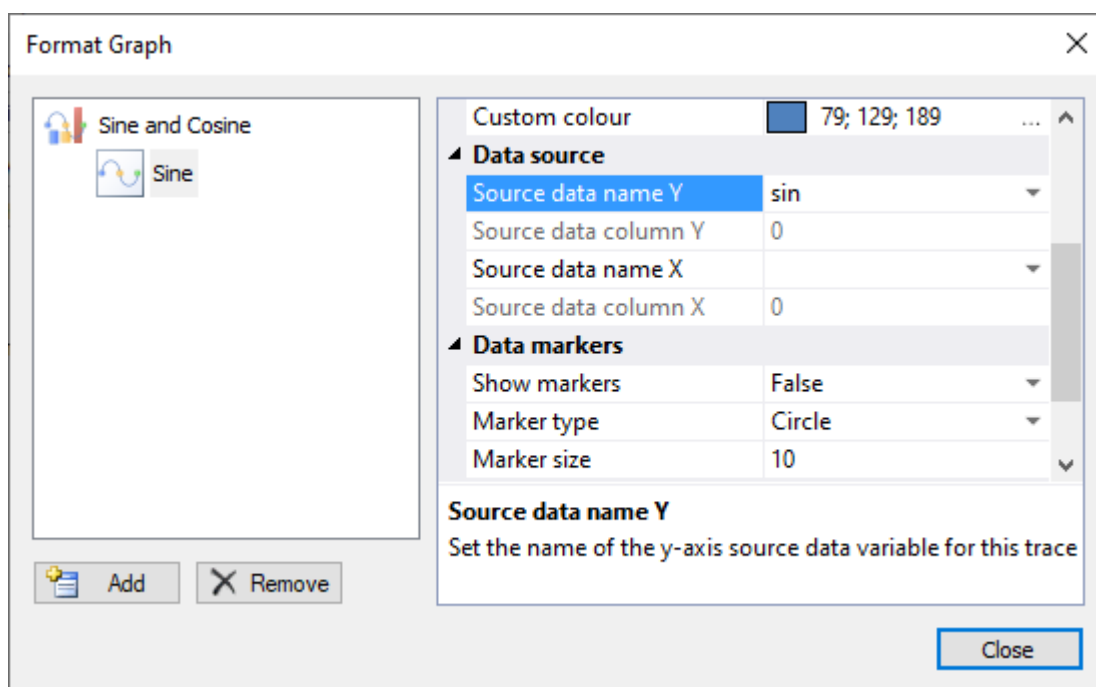 Format Graph
Sine and Cosine
Sine
Add
Remove
Custom colour 79; 129; 189 ...
Data source
Source data name Y sin
Source data column Y 0
Source data name X
Source data column X 0
Data markers
Show markers False
Marker type Circle
Marker size 10
Source data name Y
Set the name of the y-axis source data variable for this trace
Close